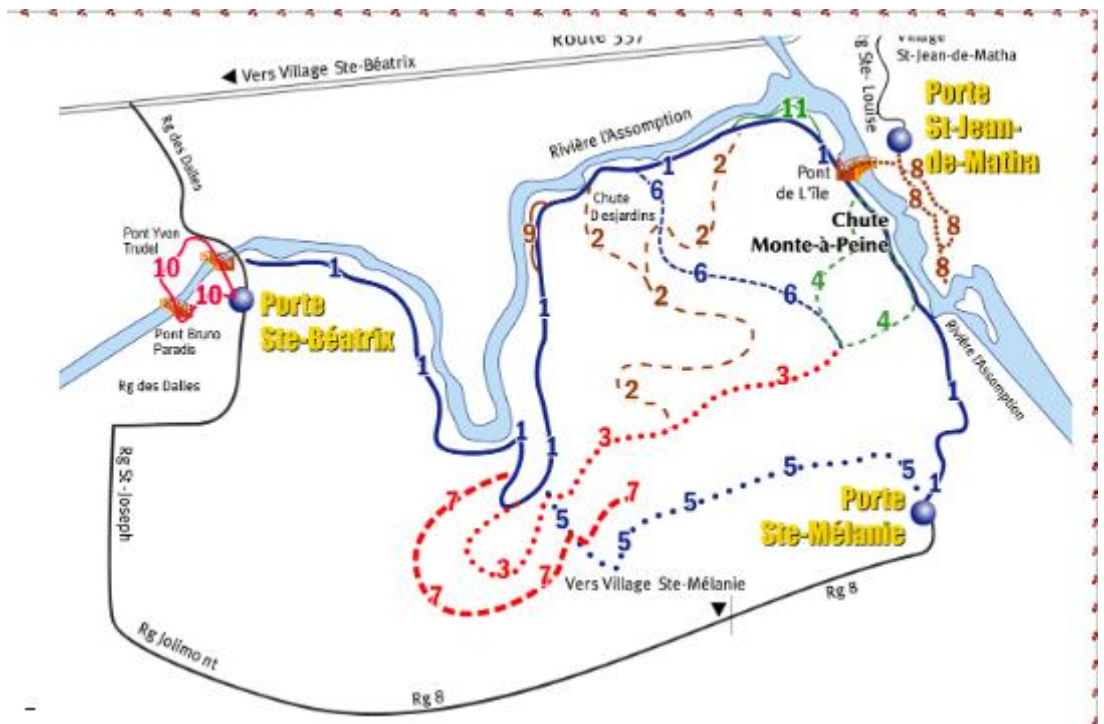 Route 337
Vers Village Ste-Béatrix
Village
St-Jean-de-Matha
Rg Ste-Louise
Porte
St-Jean-
de-Matha
Rg des Dalles
Rivière l'Assomption
11
1
2
6
1
8
8
8
8
Pont
de L'île
Chute
Monte-à-Peine
Chute
Desjardins
9
2
2
2
6
6
4
4
Pont Yvon
Trudel
10
10
1
Porte
Ste-Béatrix
Pont Bruno
Paradis
Rg des Dalles
1
1
Rivière l'Assomption
3
2
1
3
1
1
Rg St-Joseph
7
5
5
5
5
5
7
1
Porte
Ste-Mélanie
3
7
7
Vers Village Ste-Mélanie
Rg 8
Rg Jolimont
Rg 8